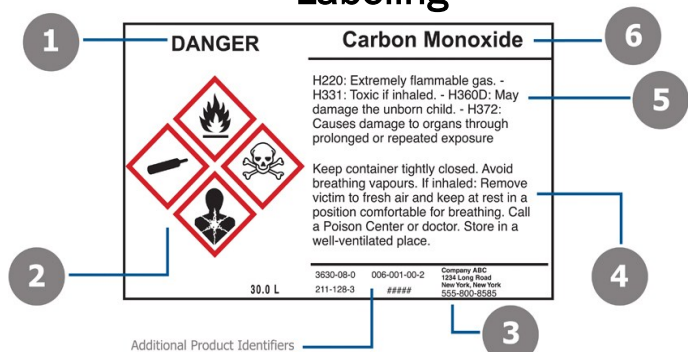 Labeling
1
DANGER
Carbon Monoxide
6
H220: Extremely flammable gas. -
H331: Toxic if inhaled. - H360D: May
damage the unborn child. - H372:
Causes damage to organs through
prolonged or repeated exposure
5
Keep container tightly closed. Avoid
breathing vapours. If inhaled: Remove
victim to fresh air and keep at rest in a
position comfortable for breathing. Call
a Poison Center or doctor. Store in a
well-ventilated place.
4
2
30.0 L
3630-08-0 006-001-00-2
211-128-3 #####
Company ABC
1234 Long Road
New York, New York
555-800-8585
3
Additional Product Identifiers